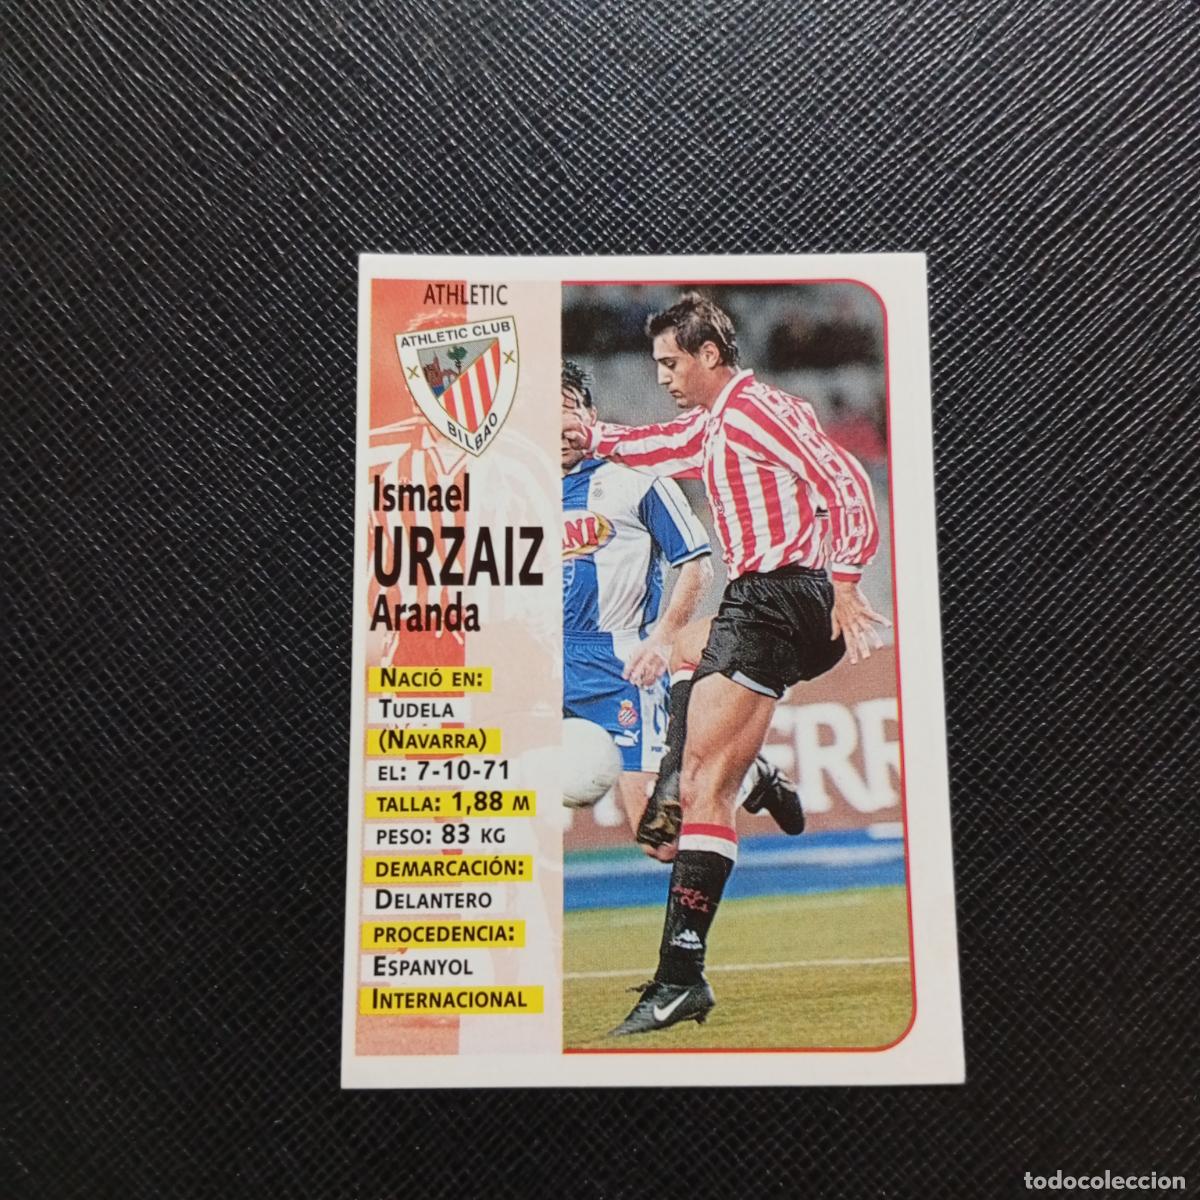 ATHLETIC
ATHLETIC CLUB
BILBAO
Ismael
URZAIZ
Aranda
NACIÓ EN:
TUDELA
(NAVARRA)
EL: 7-10-71
TALLA: 1,88 M
PESO: 83 KG
DEMARCACIÓN:
DELANTERO
PROCEDENCIA:
ESPANYOL
INTERNACIONAL
todocoleccion